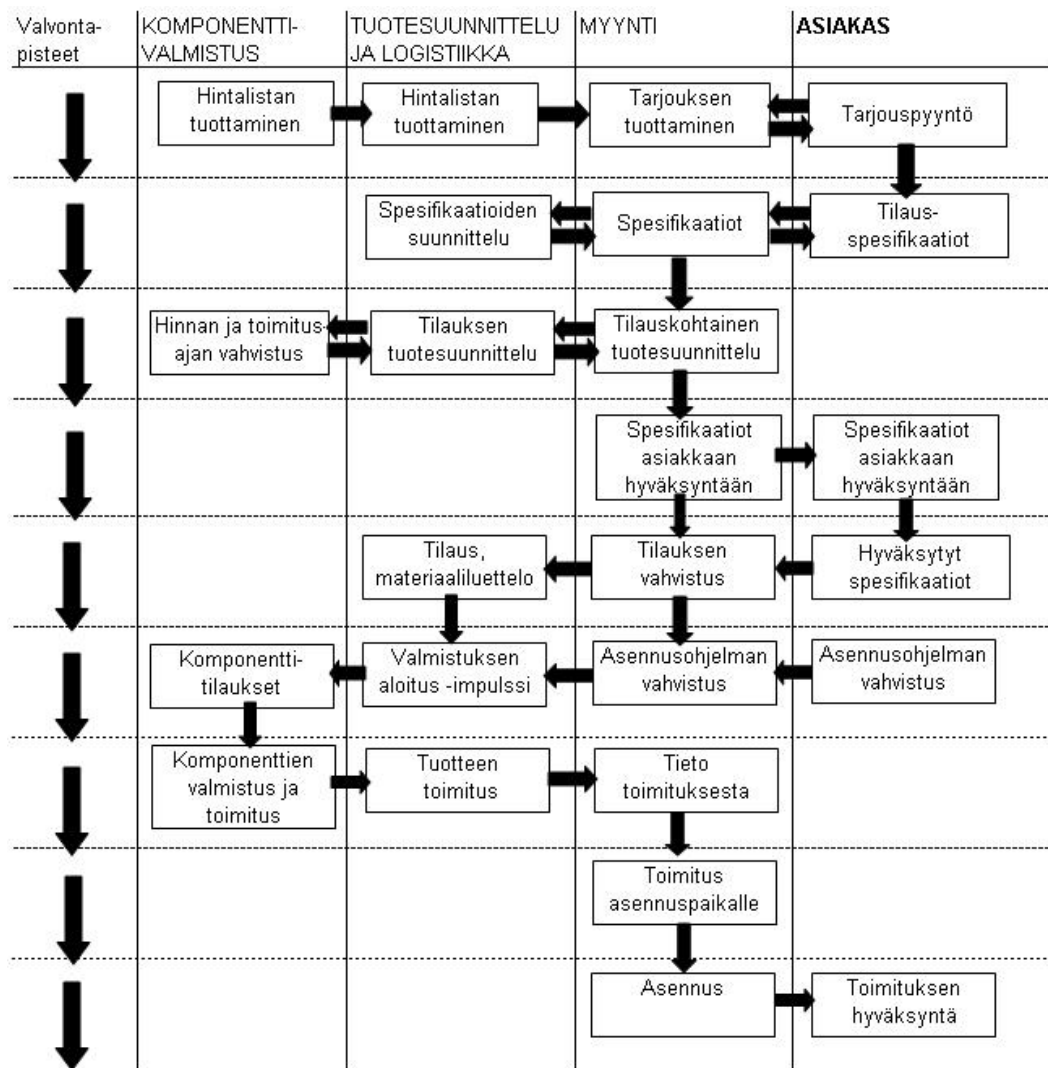 Valvonta-
pisteet
KOMPONENTTI-
VALMISTUS
TUOTESUUNNITTELU
JA LOGISTIIKKA
MYYNTI
ASIAKAS
Hintalistan
tuottaminen
Hintalistan
tuottaminen
Tarjouksen
tuottaminen
Tarjouspyyntö
Spesifikaatioiden
suunnittelu
Spesifikaatiot
Tilaus-
spesifikaatiot
Hinnan ja toimitus-
ajan vahvistus
Tilauksen
tuotesuunnittelu
Tilauskohtainen
tuotesuunnittelu
Spesifikaatiot
asiakkaan
hyväksyntään
Spesifikaatiot
asiakkaan
hyväksyntään
Tilaus,
materiaaliluettelo
Tilauksen
vahvistus
Hyväksytyt
spesifikaatiot
Komponentti-
tilaukset
Valmistuksen
aloitus -impulssi
Asennusohjelman
vahvistus
Asennusohjelman
vahvistus
Komponenttien
valmistus ja
toimitus
Tuotteen
toimitus
Tieto
toimituksesta
Toimitus
asennuspaikalle
Asennus
Toimituksen
hyväksyntä